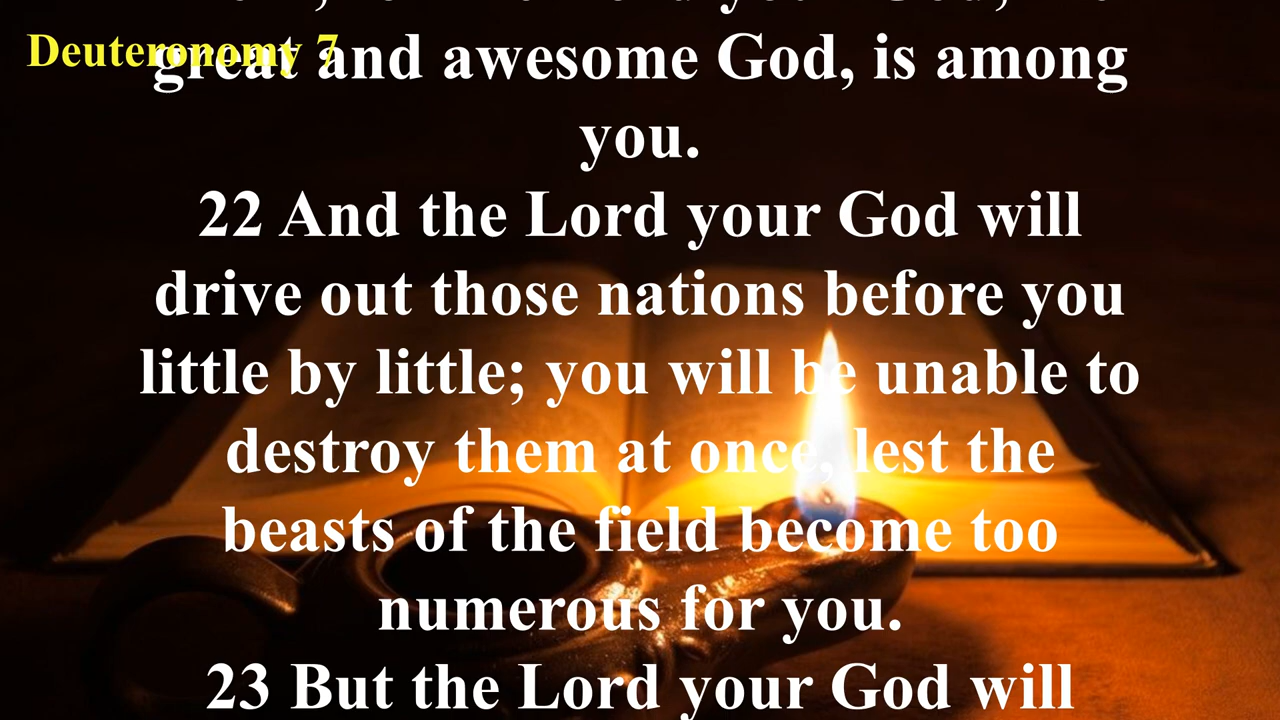 Deuteronomy 7
great and awesome God, is among
you.
22 And the Lord your God will
drive out those nations before you
little by little; you will be unable to
destroy them at once, lest the
beasts of the field become too
numerous for you.
23 But the Lord your God will